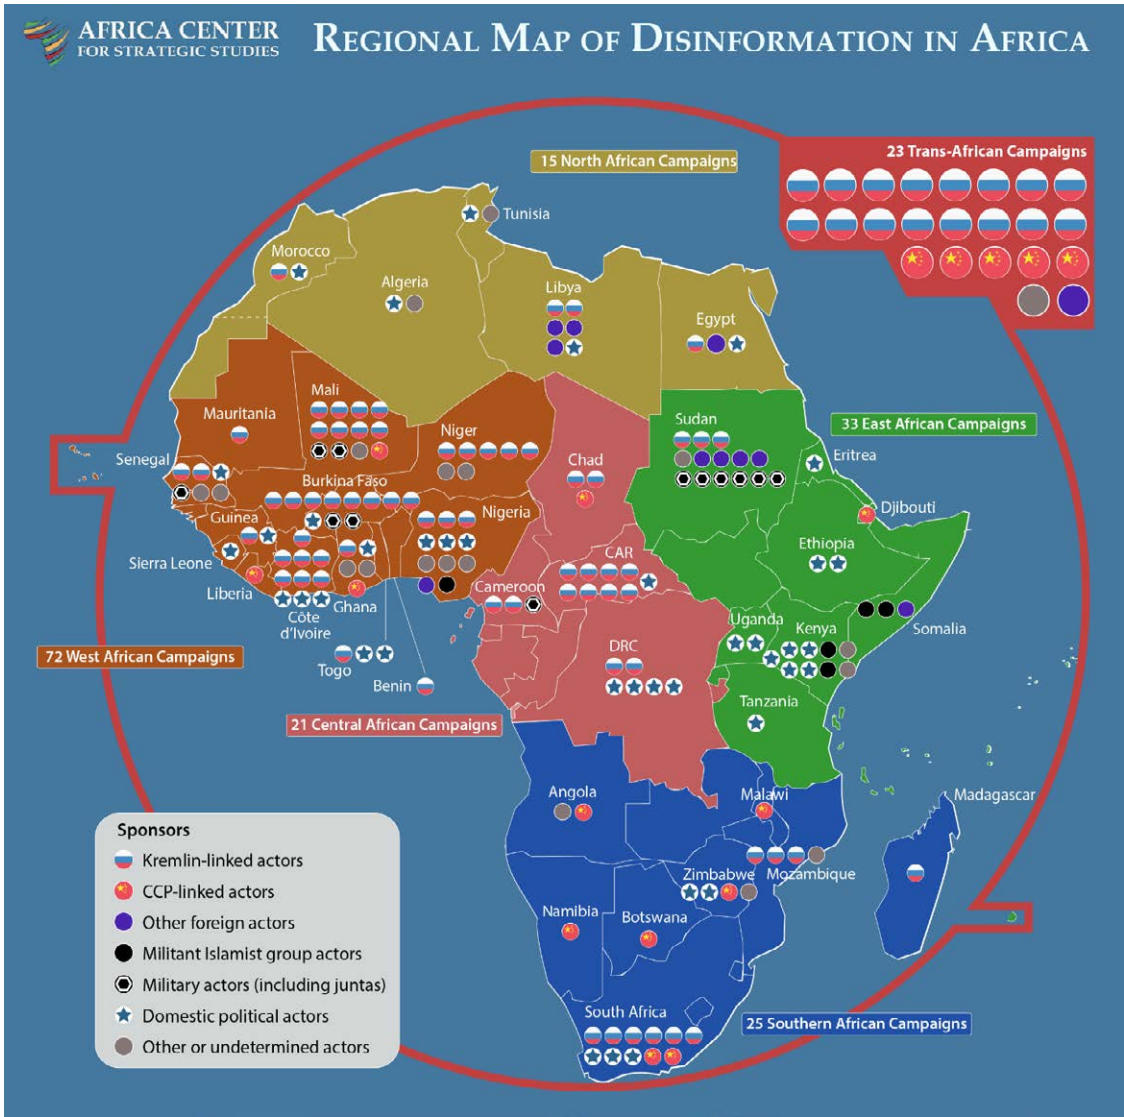 AFRICA CENTER
FOR STRATEGIC STUDIES
REGIONAL MAP OF DISINFORMATION IN AFRICA
23 Trans-African Campaigns
15 North African Campaigns
Tunisia
Morocco
Algeria
Libya
Egypt
Mali
Mauritania
Niger
Sudan
33 East African Campaigns
Senegal
Chad
Eritrea
Burkina Faso
Guinea
Nigeria
Djibouti
Ethiopia
Sierra Leone
CAR
Liberia
Ghana
Cameroon
Côte
d'Ivoire
Uganda
Kenya
Somalia
72 West African Campaigns
DRC
Togo
Benin
Tanzania
21 Central African Campaigns
Angola
Malawi
Madagascar
Zimbabwe
Mozambique
Namibia
Botswana
South Africa
25 Southern African Campaigns
Sponsors
Kremlin-linked actors
CCP-linked actors
Other foreign actors
Militant Islamist group actors
Military actors (including juntas)
Domestic political actors
Other or undetermined actors